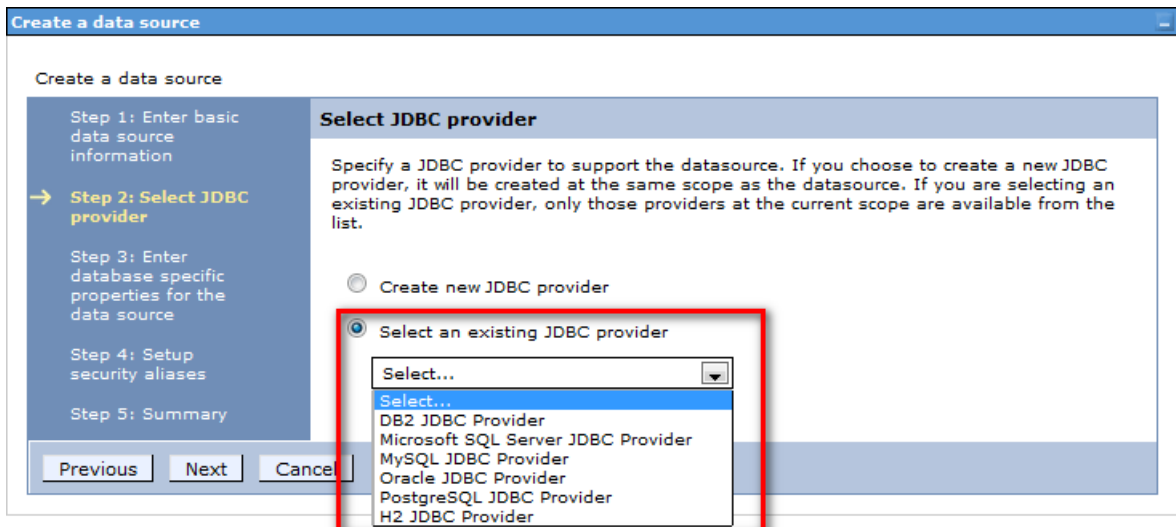 Create a data source
Create a data source
Step 1: Enter basic
data source
information
Step 2: Select JDBC
provider
Step 3: Enter
database specific
properties for the
data source
Step 4: Setup
security aliases
Step 5: Summary
Select JDBC provider
Specify a JDBC provider to support the datasource. If you choose to create a new JDBC
provider, it will be created at the same scope as the datasource. If you are selecting an
existing JDBC provider, only those providers at the current scope are available from the
list.
Create new JDBC provider
Select an existing JDBC provider
Select...
Select...
DB2 JDBC Provider
Microsoft SQL Server JDBC Provider
MySQL JDBC Provider
Oracle JDBC Provider
PostgreSQL JDBC Provider
H2 JDBC Provider
Previous
Next
Cancel